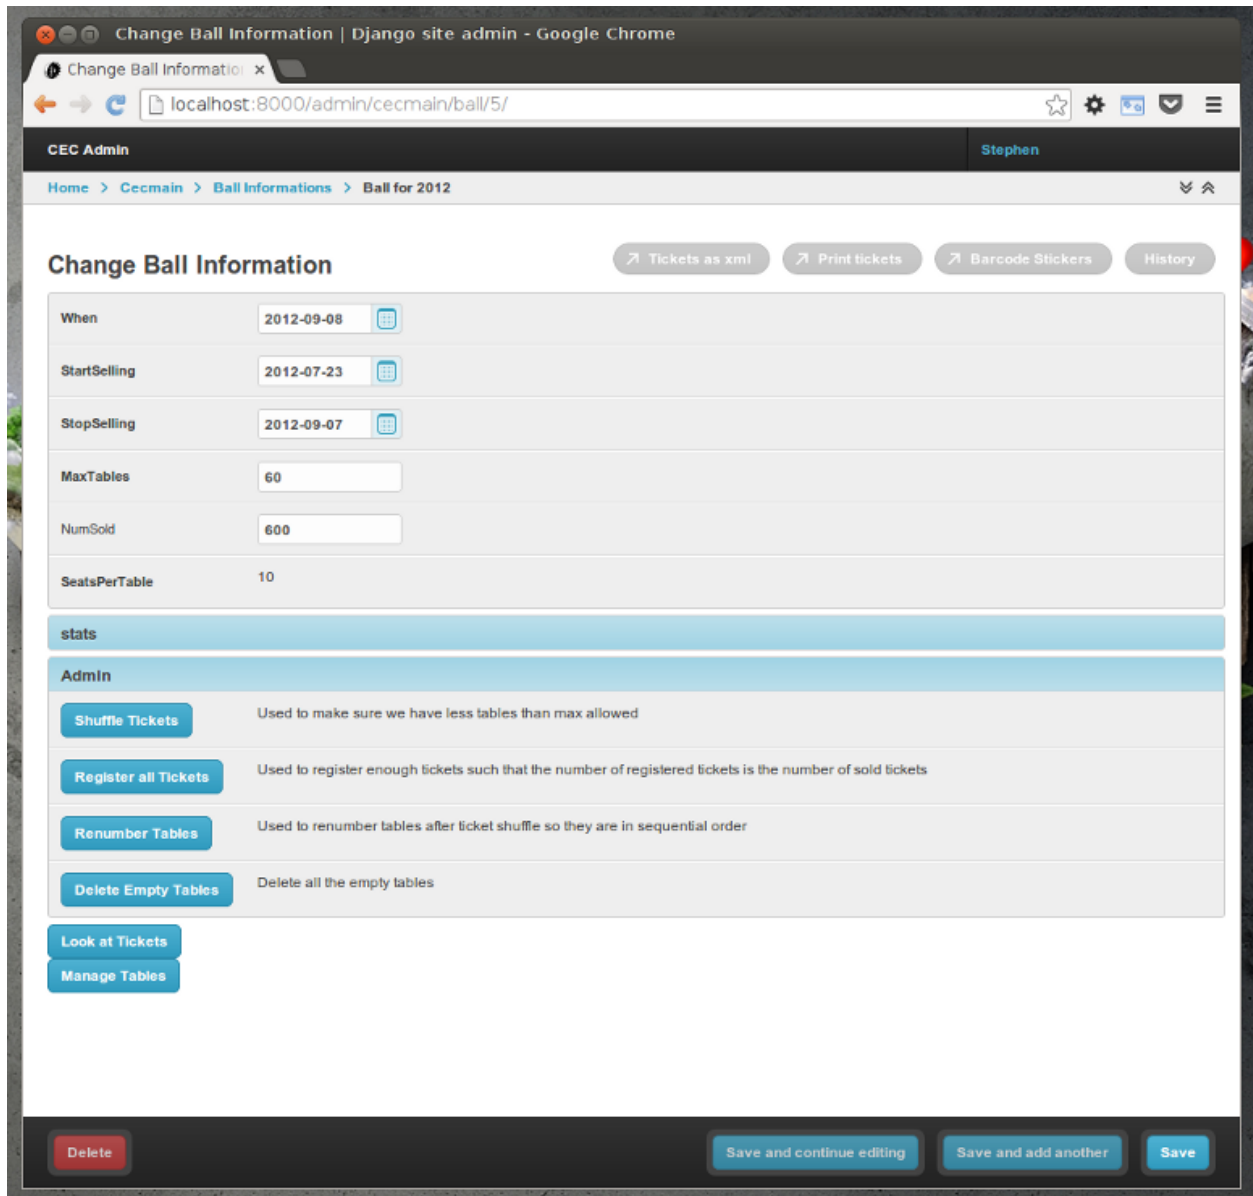 Change Ball Information | Django site admin - Google Chrome
Change Ball Informatio
localhost:8000/admin/cecmain/ball/5/
CEC Admin Stephen
Home > Cecmain > Ball Informations > Ball for 2012
Change Ball Information
Tickets as xml Print tickets Barcode Stickers History
When 2012-09-08
StartSelling 2012-07-23
StopSelling 2012-09-07
MaxTables 60
NumSold 600
SeatsPerTable 10
stats
Admin
Shuffle Tickets Used to make sure we have less tables than max allowed
Register all Tickets Used to register enough tickets such that the number of registered tickets is the number of sold tickets
Renumber Tables Used to renumber tables after ticket shuffle so they are in sequential order
Delete Empty Tables Delete all the empty tables
Look at Tickets
Manage Tables
Delete Save and continue editing Save and add another Save